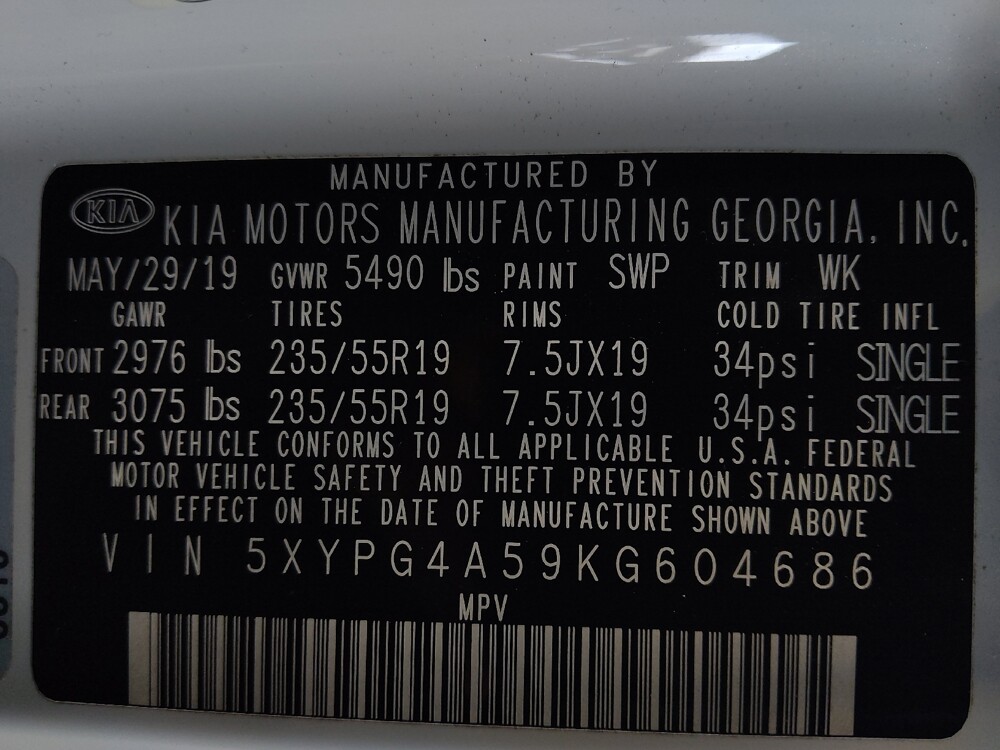 MANUFACTURED BY
KIA KIA MOTORS MANUFACTURING GEORGIA, INC.
MAY/29/19 GVWR 5490 lbs PAINT SWP TRIM WK
GAWR TIRES RIMS COLD TIRE INFL
FRONT 2976 lbs 235/55R19 7.5JX19 34psi SINGLE
REAR 3075 lbs 235/55R19 7.5JX19 34psi SINGLE
THIS VEHICLE CONFORMS TO ALL APPLICABLE U.S.A. FEDERAL
MOTOR VEHICLE SAFETY AND THEFT PREVENTION STANDARDS
IN EFFECT ON THE DATE OF MANUFACTURE SHOWN ABOVE
VIN 5XYPG4A59KG604686
MPV